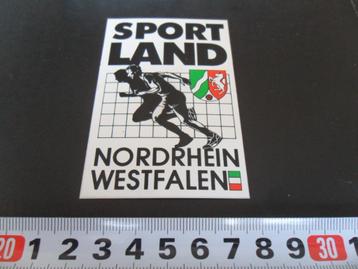 SPORT
LAND
NORDRHEIN
WESTFALEN
20 1 2 3 4 5 6 7 8 9 30 1